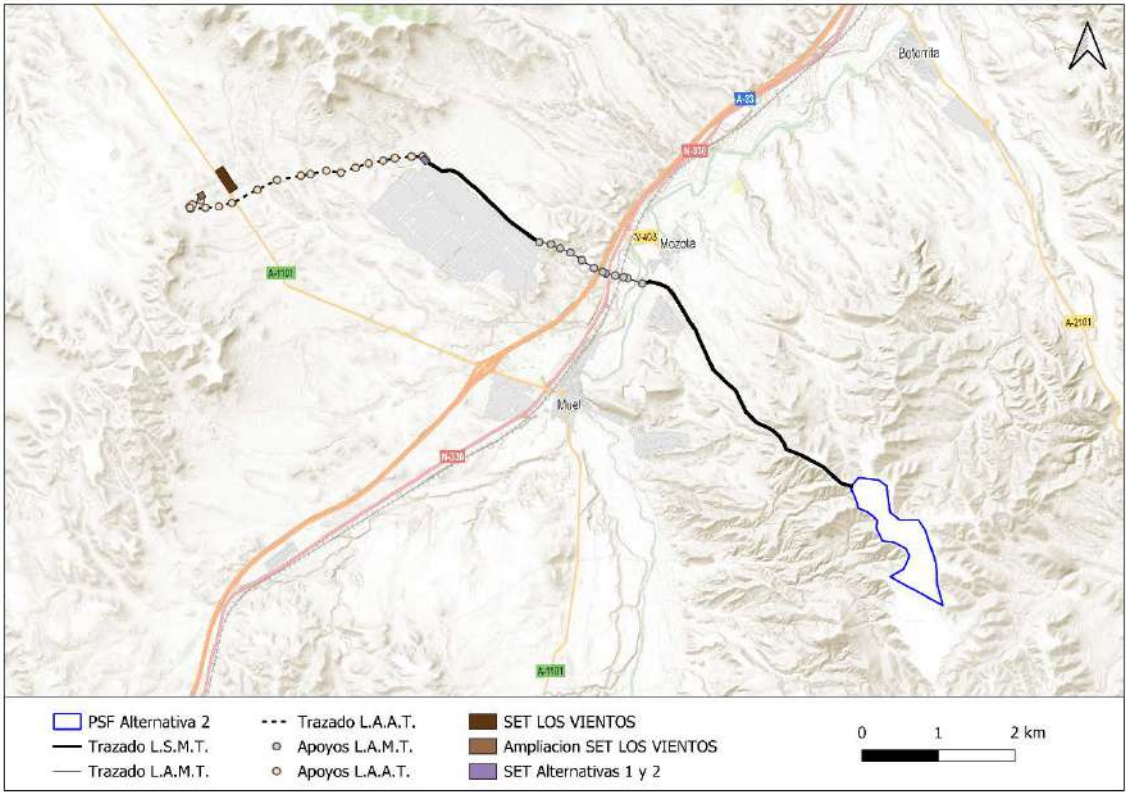 Botorrita
A-23
N-330
V-403
Mozota
A-1101
A-2101
Muel
N-330
A-1101
PSF Alternativa 2
Trazado L.S.M.T.
Trazado L.A.M.T.
Trazado L.A.A.T.
Apoyos L.A.M.T.
Apoyos L.A.A.T.
SET LOS VIENTOS
Ampliacion SET LOS VIENTOS
SET Alternativas 1 y 2
0 1 2 km